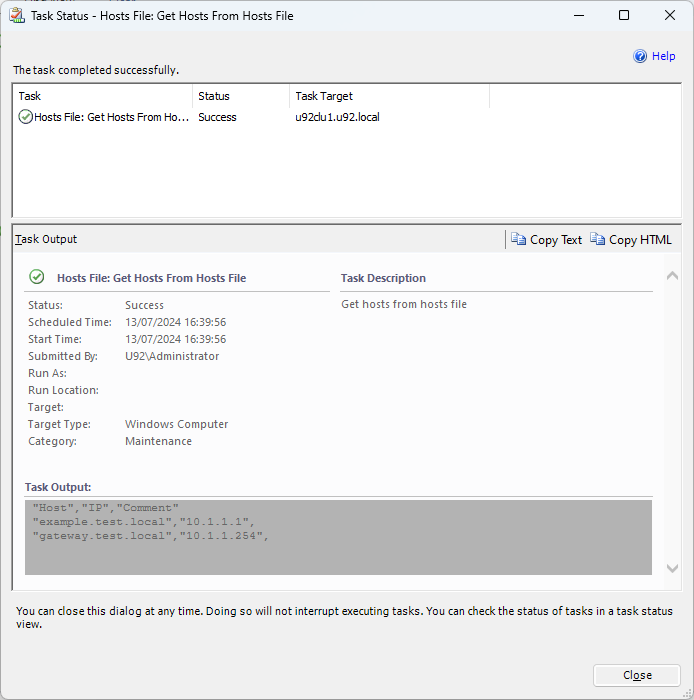 Task Status - Hosts File: Get Hosts From Hosts File
Help
The task completed successfully.
Task Status Task Target
Hosts File: Get Hosts From Ho... Success u92clu1.u92.local
Task Output Copy Text Copy HTML
Hosts File: Get Hosts From Hosts File Task Description
Status: Success Get hosts from hosts file
Scheduled Time: 13/07/2024 16:39:56
Start Time: 13/07/2024 16:39:56
Submitted By: U92\Administrator
Run As:
Run Location:
Target:
Target Type: Windows Computer
Category: Maintenance
Task Output:
"Host","IP","Comment"
"example.test.local","10.1.1.1",
"gateway.test.local","10.1.1.254",
You can close this dialog at any time. Doing so will not interrupt executing tasks. You can check the status of tasks in a task status
view.
Close